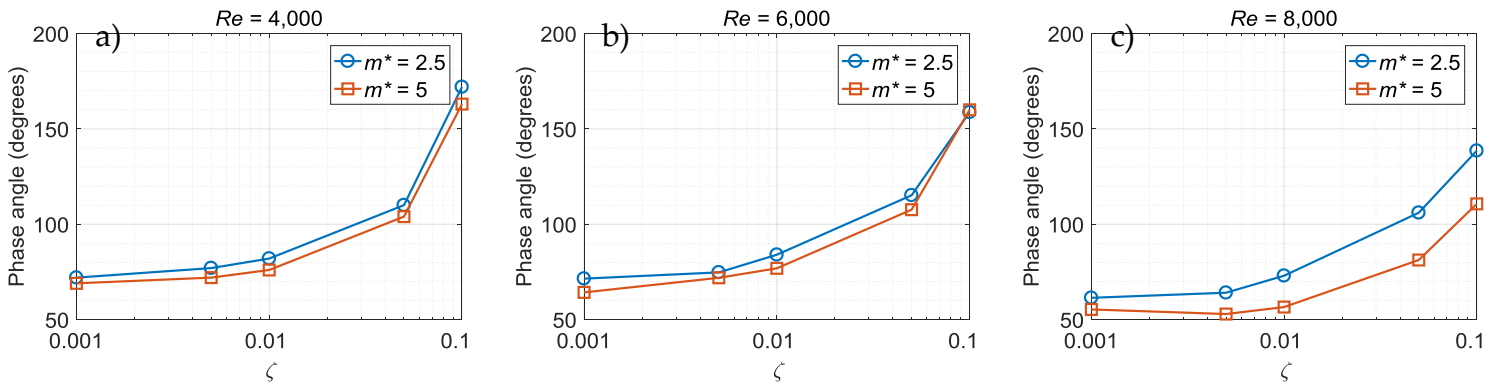 a)
Re = 4,000
Phase angle (degrees)
200
150
100
50
0.001
0.01
0.1
ζ
m* = 2.5
m* = 5
b)
Re = 6,000
Phase angle (degrees)
200
150
100
50
0.001
0.01
0.1
ζ
m* = 2.5
m* = 5
c)
Re = 8,000
Phase angle (degrees)
200
150
100
50
0.001
0.01
0.1
ζ
m* = 2.5
m* = 5